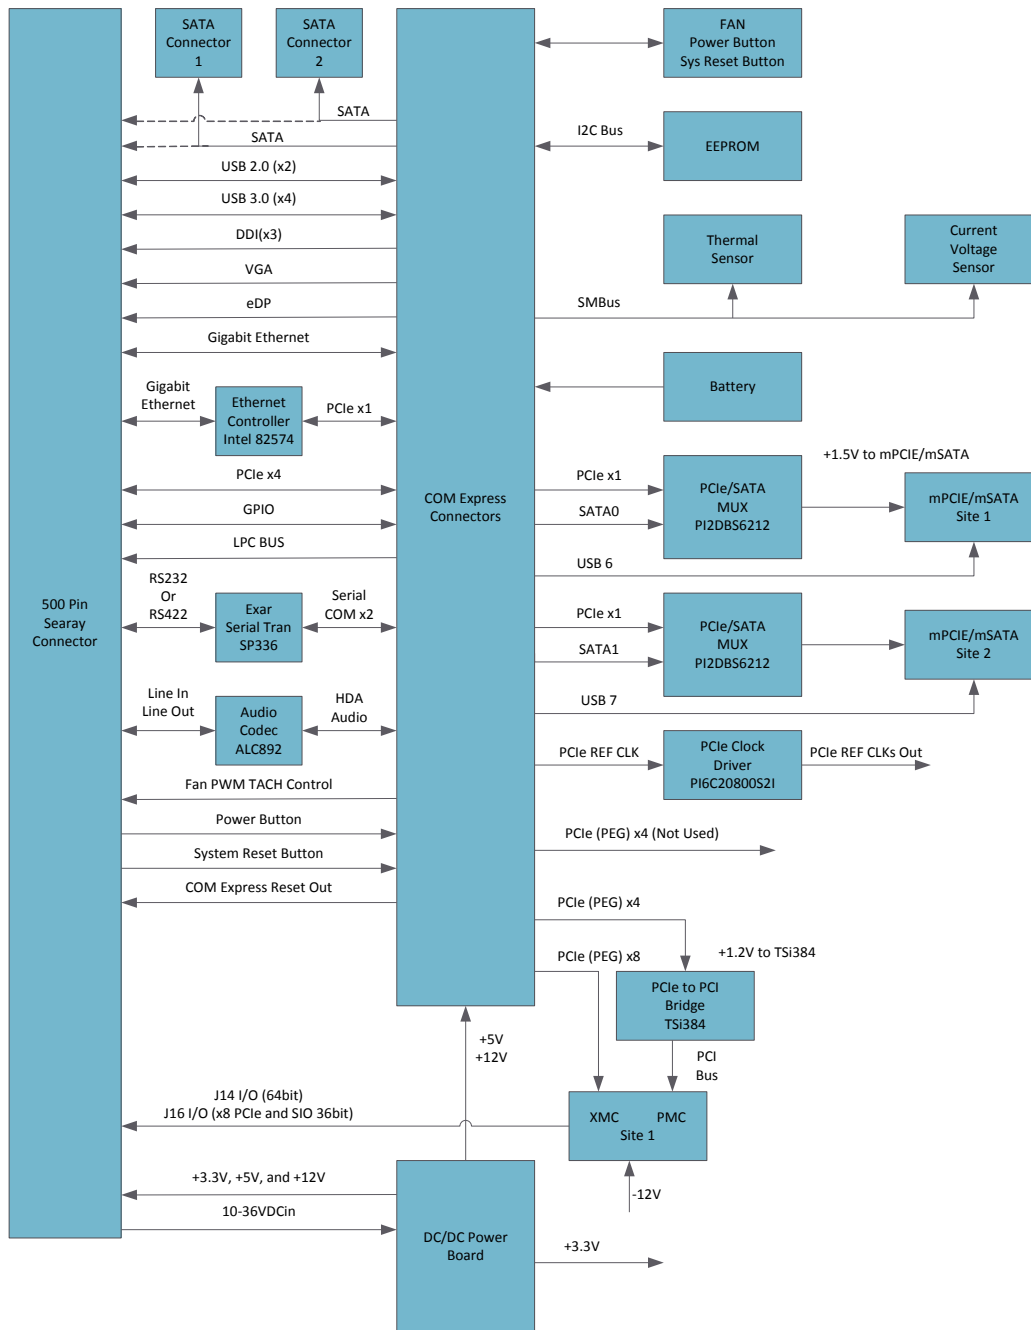 SATA
Connector
1
SATA
Connector
2
FAN
Power Button
Sys Reset Button
SATA
SATA
I2C Bus
EEPROM
USB 2.0 (x2)
USB 3.0 (x4)
DDI(x3)
VGA
eDP
Gigabit Ethernet
Thermal
Sensor
Current
Voltage
Sensor
SMBus
Battery
Gigabit
Ethernet
Ethernet
Controller
Intel 82574
PCIe x1
PCIe x4
GPIO
LPC BUS
COM Express
Connectors
PCIe x1
SATA0
PCIe/SATA
MUX
PI2DBS6212
+1.5V to mPCIE/mSATA
mPCIE/mSATA
Site 1
USB 6
500 Pin
Searay
Connector
RS232
Or
RS422
Exar
Serial Tran
SP336
Serial
COM x2
PCIe x1
SATA1
PCIe/SATA
MUX
PI2DBS6212
mPCIE/mSATA
Site 2
USB 7
Line In
Line Out
Audio
Codec
ALC892
HDA
Audio
PCIe REF CLK
PCIe Clock
Driver
PI6C20800S2I
PCIe REF CLKs Out
Fan PWM TACH Control
Power Button
System Reset Button
COM Express Reset Out
PCIe (PEG) x4 (Not Used)
PCIe (PEG) x4
PCIe (PEG) x8
+1.2V to TSi384
PCIe to PCI
Bridge
TSi384
+5V
+12V
PCI
Bus
J14 I/O (64bit)
J16 I/O (x8 PCIe and SIO 36bit)
XMC PMC
Site 1
-12V
+3.3V, +5V, and +12V
10-36VDCin
DC/DC Power
Board
+3.3V